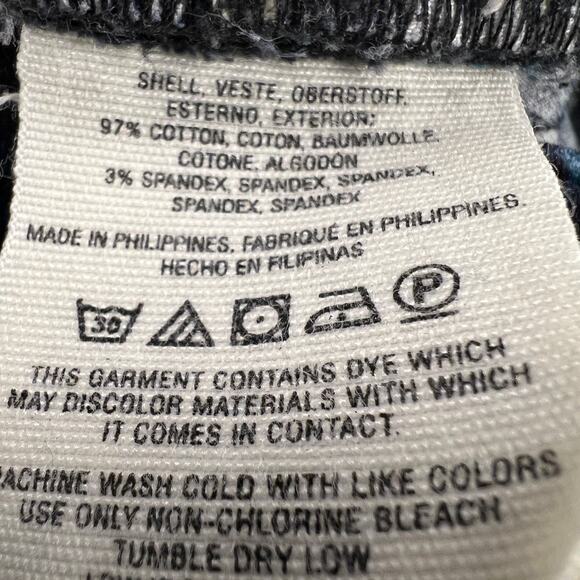 SHELL, VESTE, OBERSTOFF,
ESTERNO, EXTERIOR:
97% COTTON, COTON, BAUMWOLLE,
COTONE, ALGODÓN
3% SPANDEX, SPANDEX, SPANDEX,
SPANDEX, SPANDEX
MADE IN PHILIPPINES. FABRIQUÉ EN PHILIPPINES.
HECHO EN FILIPINAS
30 P
THIS GARMENT CONTAINS DYE WHICH
MAY DISCOLOR MATERIALS WITH WHICH
IT COMES IN CONTACT.
MACHINE WASH COLD WITH LIKE COLORS
USE ONLY NON-CHLORINE BLEACH
TUMBLE DRY LOW